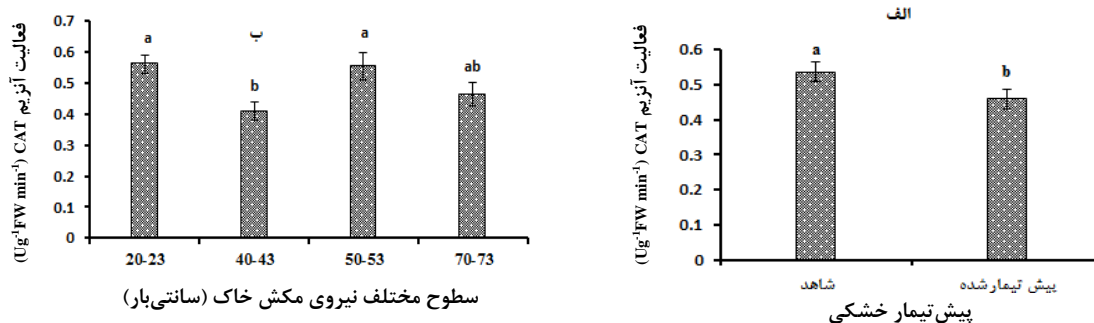 الف
فعالیت آنزیم CAT (Ug⁻¹FW min⁻¹)
0.6
0.5
0.4
0.3
0.2
0.1
0
a
b
شاهد
پیش تیمار شده
پیش‌تیمار خشکی
ب
فعالیت آنزیم CAT (Ug⁻¹FW min⁻¹)
0.7
0.6
0.5
0.4
0.3
0.2
0.1
0
a
b
a
ab
20-23
40-43
50-53
70-73
سطوح مختلف نیروی مکش خاک (سانتی‌بار)